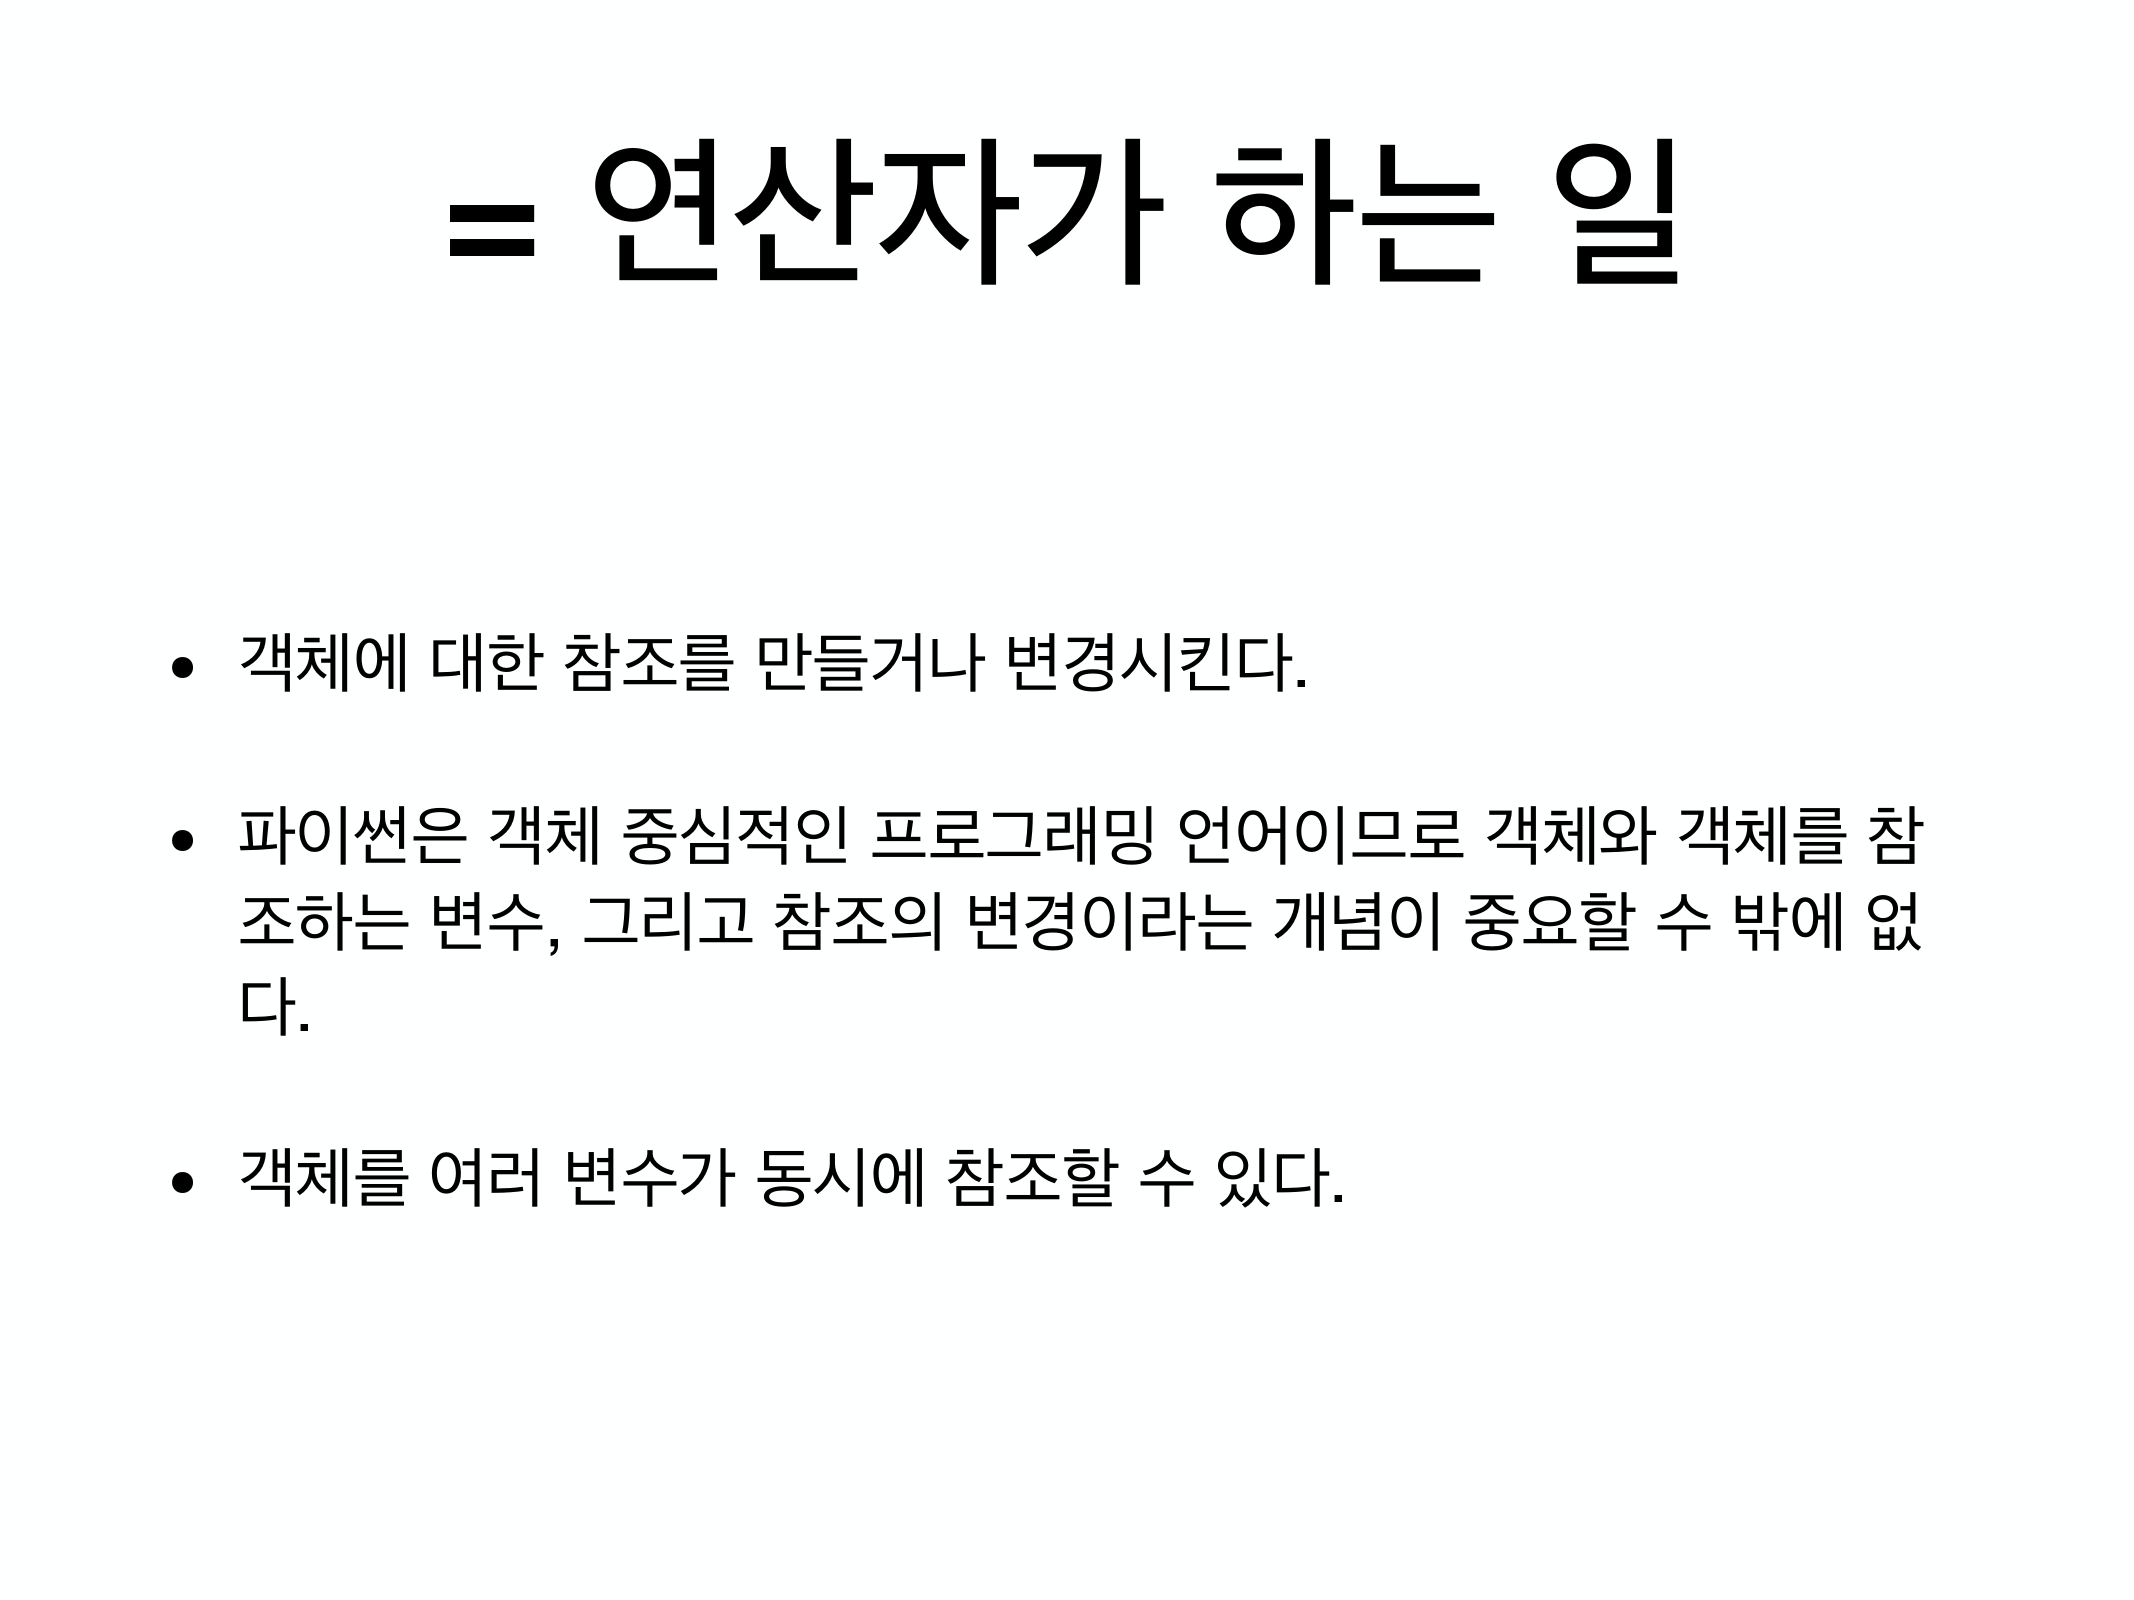 = 연산자가 하는 일
• 객체에 대한 참조를 만들거나 변경시킨다.
• 파이썬은 객체 중심적인 프로그래밍 언어이므로 객체와 객체를 참
조하는 변수, 그리고 참조의 변경이라는 개념이 중요할 수 밖에 없
다.
• 객체를 여러 변수가 동시에 참조할 수 있다.